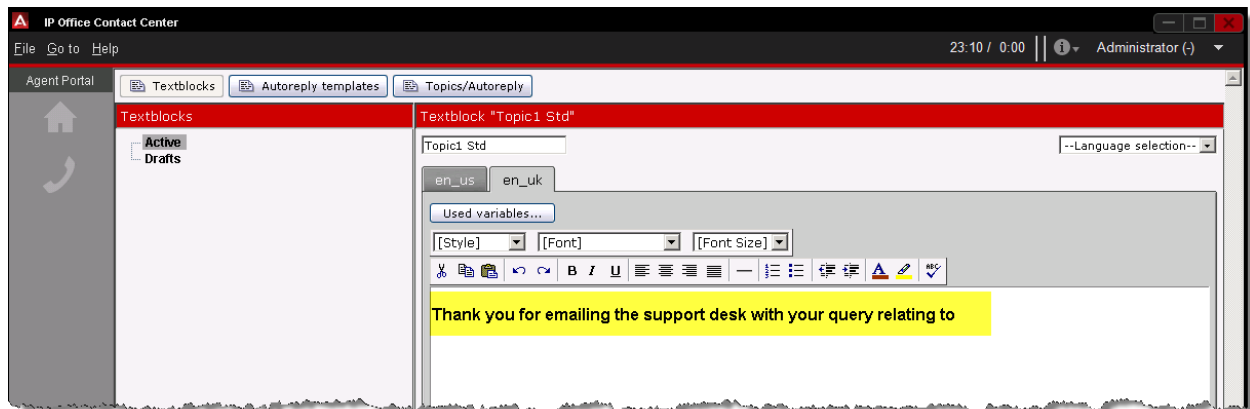 IP Office Contact Center
File Go to Help
23:10 / 0:00 Administrator (-)
Agent Portal
Textblocks Autoreply templates Topics/Autoreply
Textblocks
Textblock "Topic1 Std"
Active
Drafts
Topic1 Std
--Language selection--
en_us en_uk
Used variables...
[Style] [Font] [Font Size]
B I U A ABC
Thank you for emailing the support desk with your query relating to